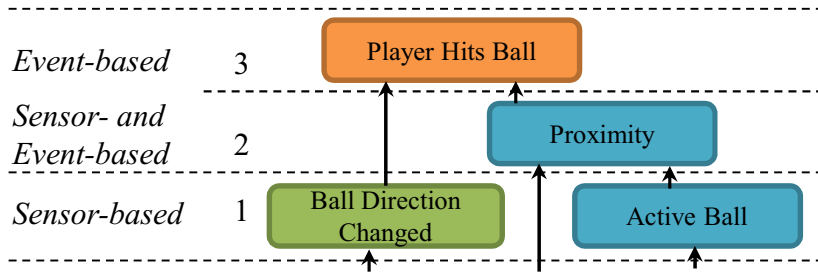 Event-based 3 Player Hits Ball
Sensor- and
Event-based 2 Proximity
Sensor-based 1 Ball Direction
Changed
Active Ball